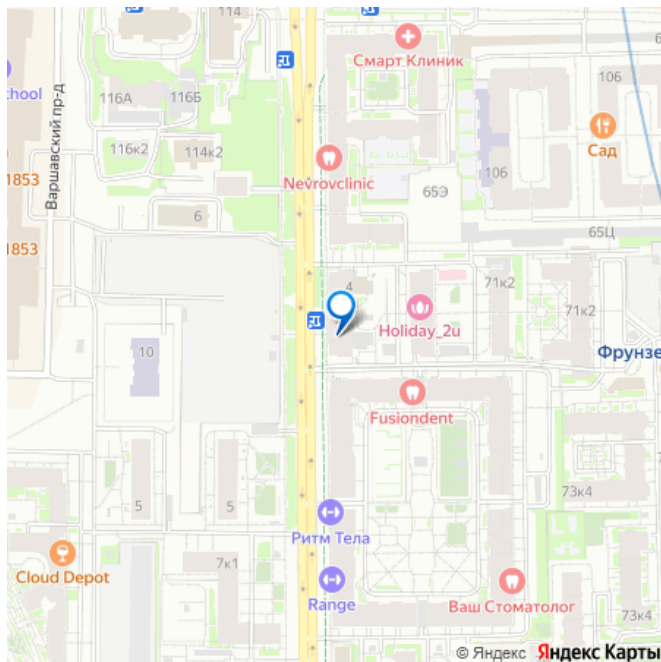 114
Смарт Клиник
116А
116Б
106
chool
Варшавский пр-д
116к2
114к2
Сад
Nevrovclinic
106
1853
65Э
6
65Ц
1853
4
71к2
71к2
Holiday_2u
10
Фрунзе
Fusiondent
5
5
73к4
Ритм Тела
Cloud Depot
7к1
Range
Ваш Стоматолог
73к4
© Яндекс Яндекс Карты